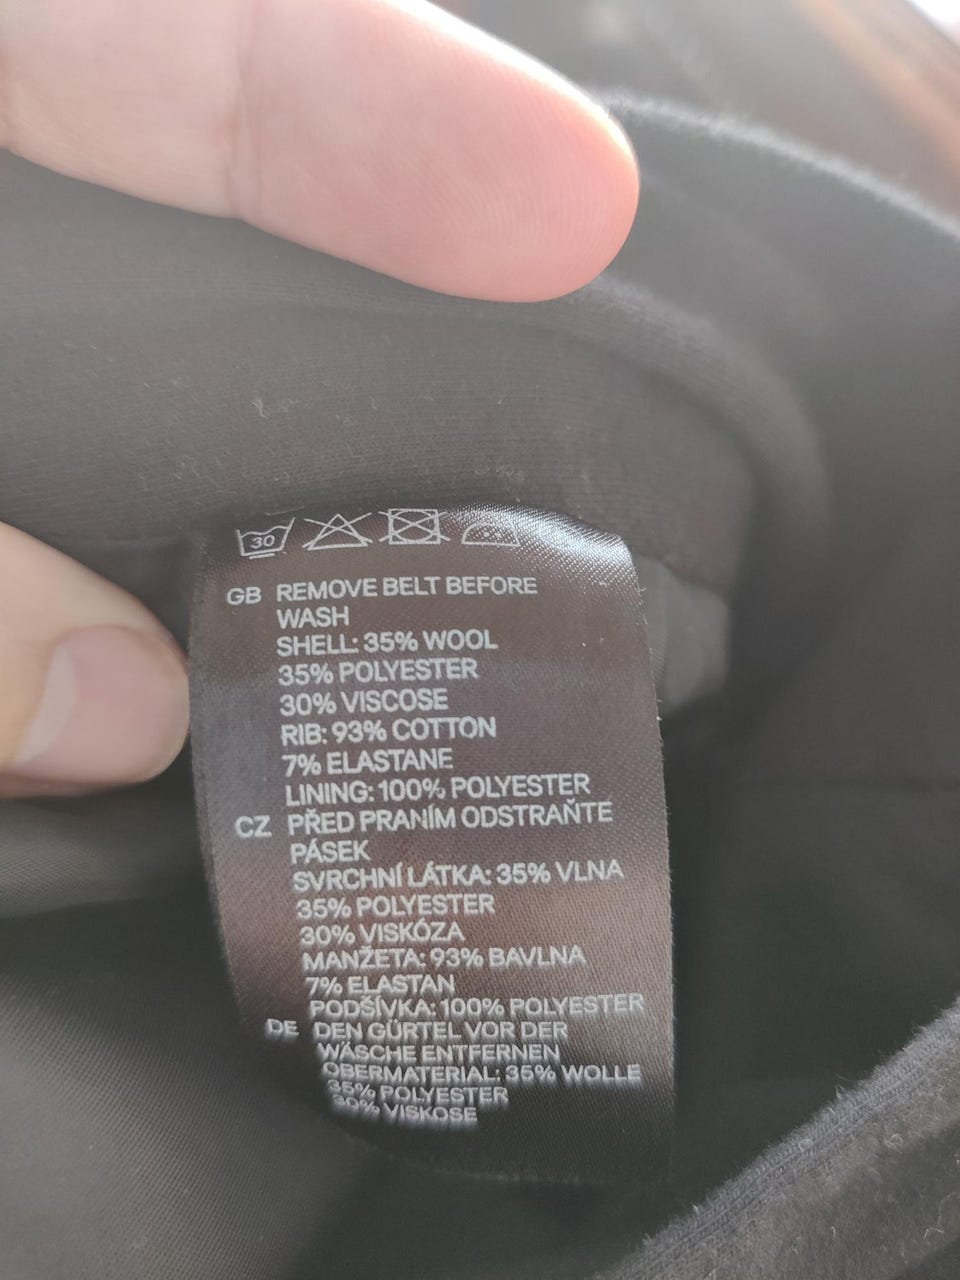 30
GB REMOVE BELT BEFORE
WASH
SHELL: 35% WOOL
35% POLYESTER
30% VISCOSE
RIB: 93% COTTON
7% ELASTANE
LINING: 100% POLYESTER
CZ PŘED PRANÍM ODSTRAŇTE
PÁSEK
SVRCHNÍ LÁTKA: 35% VLNA
35% POLYESTER
30% VISKÓZA
MANŽETA: 93% BAVLNA
7% ELASTAN
PODŠÍVKA: 100% POLYESTER
DE DEN GÜRTEL VOR DER
WÄSCHE ENTFERNEN
OBERMATERIAL: 35% WOLLE
35% POLYESTER
30% VISKOSE